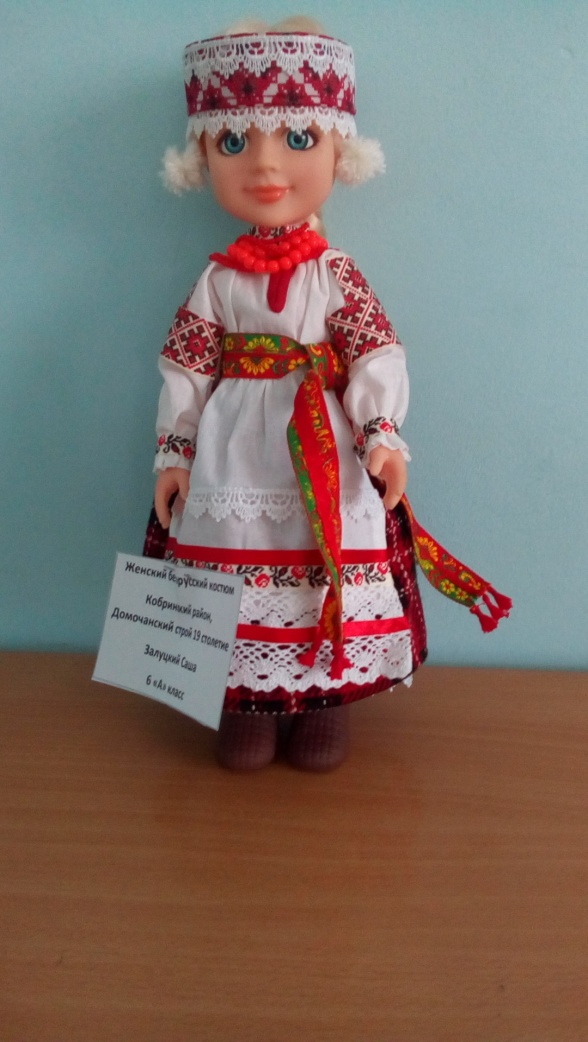 Женский белорусский костюм
Кобринкий район,
Домочанский строй 19 столетие
Залуцкий Саша
6 «А» класс